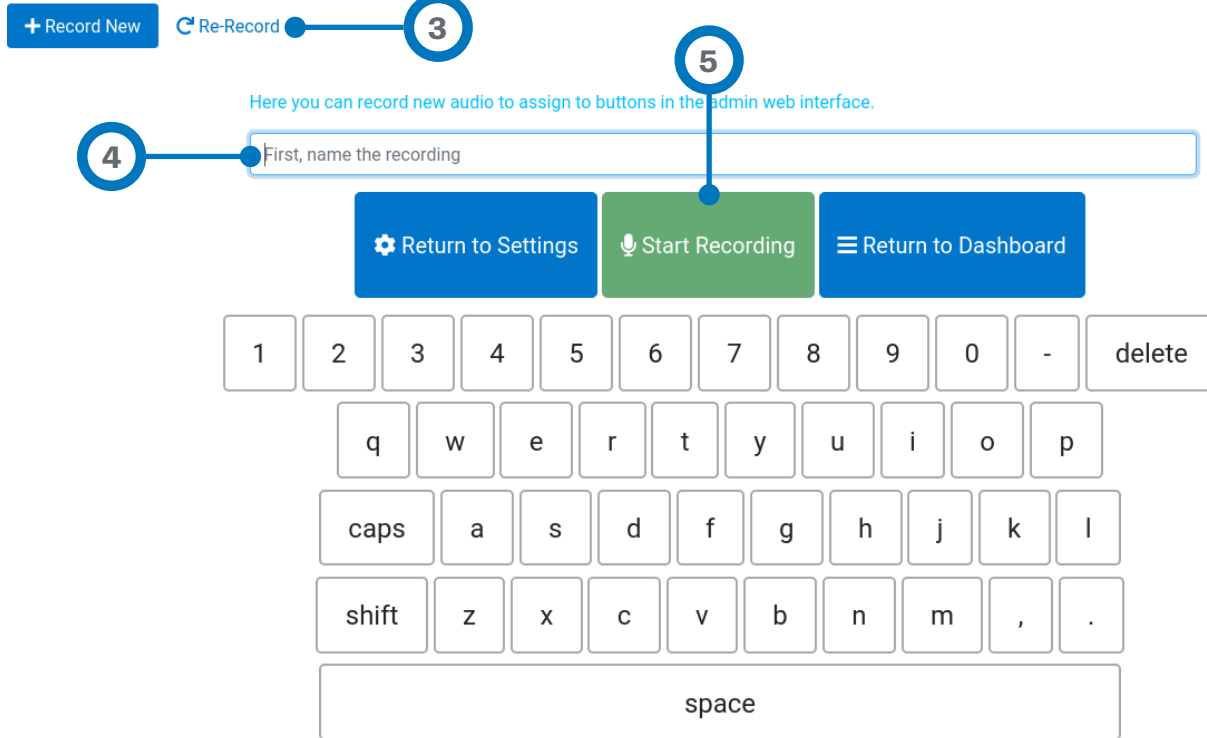 Record New Re-Record 3
5
Here you can record new audio to assign to buttons in the admin web interface.
4 First, name the recording
Return to Settings Start Recording Return to Dashboard
1 2 3 4 5 6 7 8 9 0 - delete
q w e r t y u i o p
caps a s d f g h j k l
shift z x c v b n m , .
space